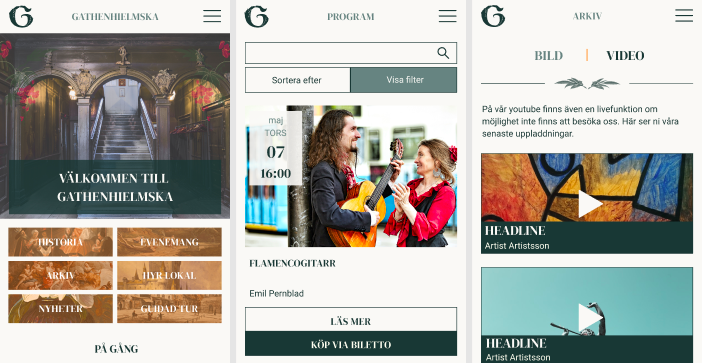 G
GATHENHIELMSKA
VÄLKOMMEN TILL
GATHENHIELMSKA
HISTORIA
EVENEMANG
ARKIV
HYR LOKAL
NYHETER
GUIDAD TUR
PÅ GÅNG
G
PROGRAM
Sortera efter
Visa filter
maj
TORS
07
16:00
FLAMENCOGITARR
Emil Pernblad
LÄS MER
KÖP VIA BILETTO
G
ARKIV
BILD | VIDEO
På vår youtube finns även en livefunktion om
möjlighet inte finns att besöka oss. Här ser ni våra
senaste uppladdningar.
HEADLINE
Artist Artistsson
HEADLINE
Artist Artistsson